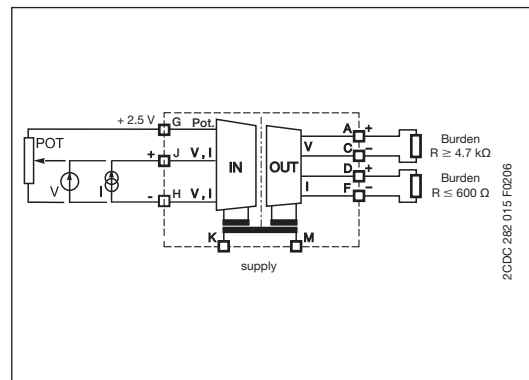 + 2.5 V G Pot. A +
POT V Burden
+ J V , I C − R ≥ 4.7 kΩ
IN OUT D +
V I I Burden
- H V , I F − R ≤ 600 Ω
K M
supply
2CDC 282 015 F0206